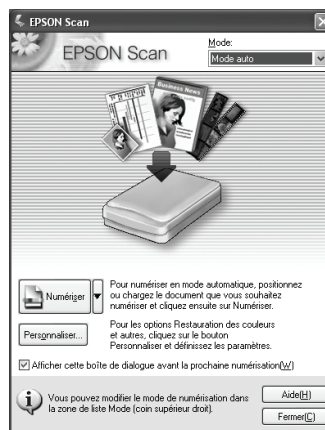 EPSON Scan
EPSON Scan
Mode:
Mode auto
Business News
Numériser
Pour numériser en mode automatique, positionnez
ou chargez le document que vous souhaitez
numériser et cliquez ensuite sur Numériser.
Personnaliser...
Pour les options Restauration des couleurs
et autres, cliquez sur le bouton
Personnaliser et définissez les paramètres.
Afficher cette boîte de dialogue avant la prochaine numérisation(W)
Vous pouvez modifier le mode de numérisation dans
la zone de liste Mode (coin supérieur droit).
Aide(H)
Fermer(C)